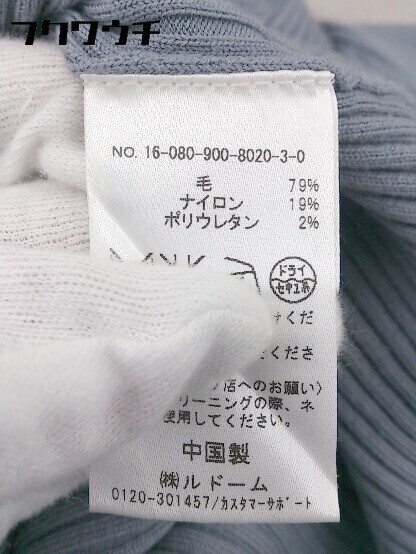 フクワウチ
NO. 16-080-900-8020-3-0
毛 79%
ナイロン 19%
ポリウレタン 2%
ドライ
セキユ系
けくだ
てくださ
店へのお願い〉
リーニングの際、ネ
使用してください。
中国製
㈱ルドーム
0120-301457/カスタマーサポート